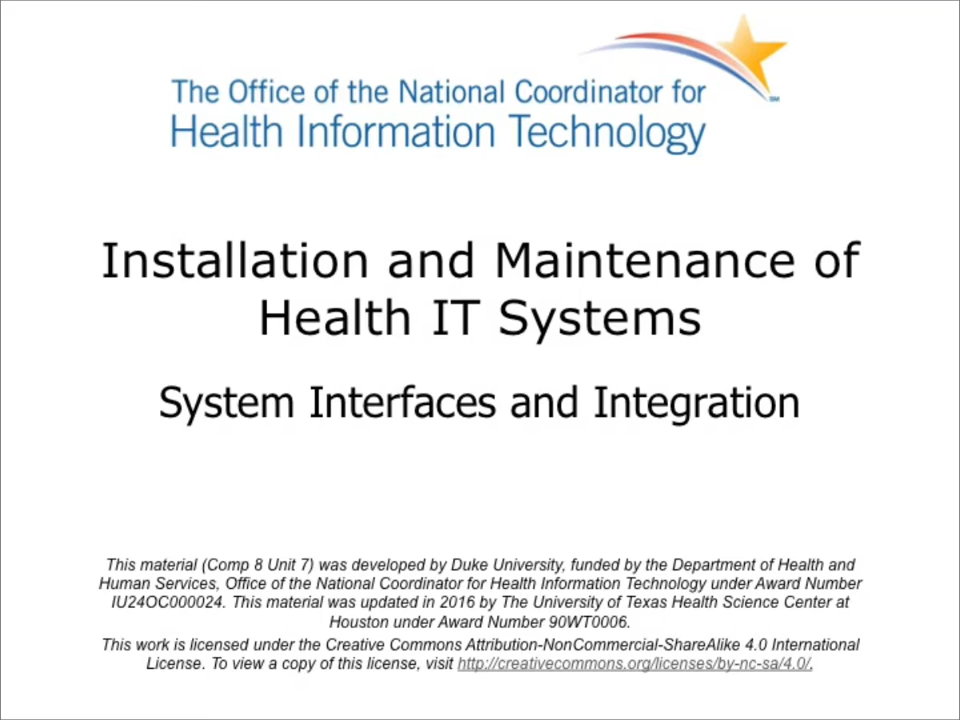 The Office of the National Coordinator for
Health Information Technology
SM
Installation and Maintenance of
Health IT Systems
System Interfaces and Integration
This material (Comp 8 Unit 7) was developed by Duke University, funded by the Department of Health and
Human Services, Office of the National Coordinator for Health Information Technology under Award Number
IU24OC000024. This material was updated in 2016 by The University of Texas Health Science Center at
Houston under Award Number 90WT0006.
This work is licensed under the Creative Commons Attribution-NonCommercial-ShareAlike 4.0 International
License. To view a copy of this license, visit http://creativecommons.org/licenses/by-nc-sa/4.0/.